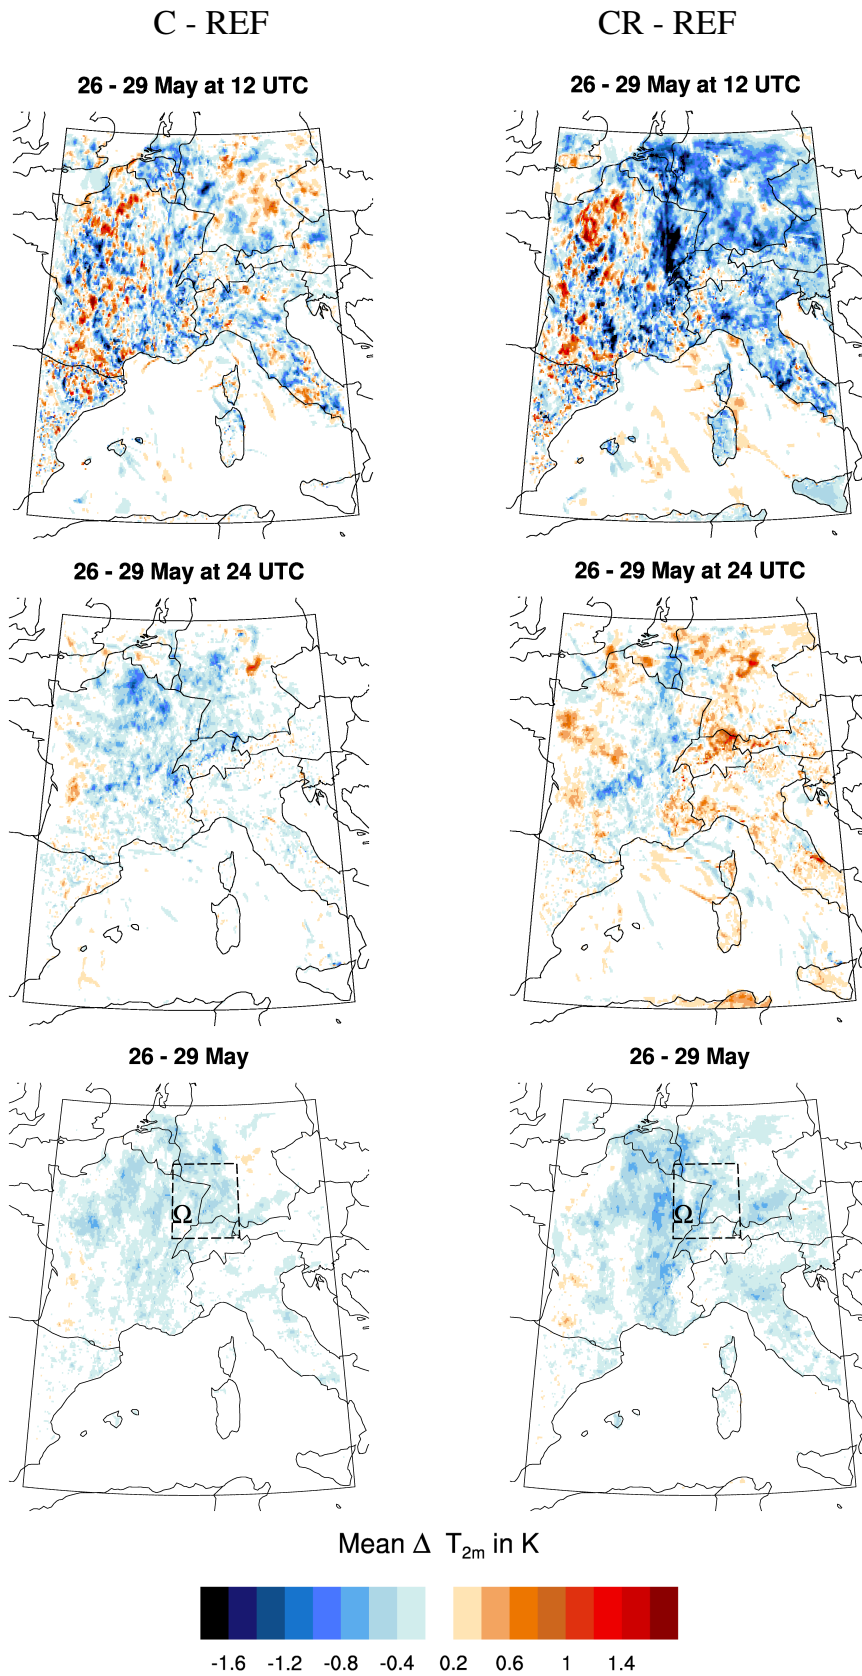 C - REF CR - REF
26 - 29 May at 12 UTC 26 - 29 May at 12 UTC
26 - 29 May at 24 UTC 26 - 29 May at 24 UTC
26 - 29 May 26 - 29 May
Ω Ω
Mean Δ T2m in K
-1.6 -1.2 -0.8 -0.4 0.2 0.6 1 1.4